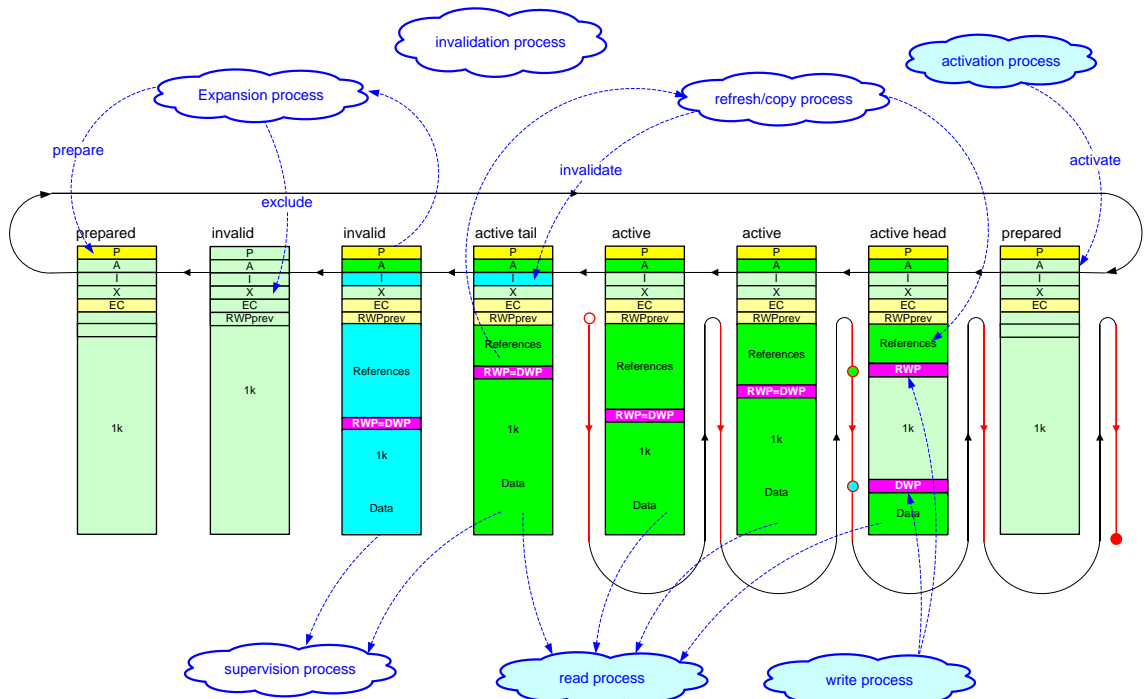 invalidation process
activation process
Expansion process
refresh/copy process
prepare
invalidate
activate
exclude
prepared
invalid
invalid
active tail
active
active
active head
prepared
P
A
I
X
EC
1k
P
A
I
X
EC
RWPprev
1k
P
A
I
X
EC
RWPprev
References
RWP=DWP
1k
Data
P
A
I
X
EC
RWPprev
References
RWP=DWP
1k
Data
P
A
I
X
EC
RWPprev
References
RWP=DWP
1k
Data
P
A
I
X
EC
RWPprev
References
RWP=DWP
1k
Data
P
A
I
X
EC
RWPprev
References
RWP
1k
DWP
Data
P
A
I
X
EC
1k
supervision process
read process
write process